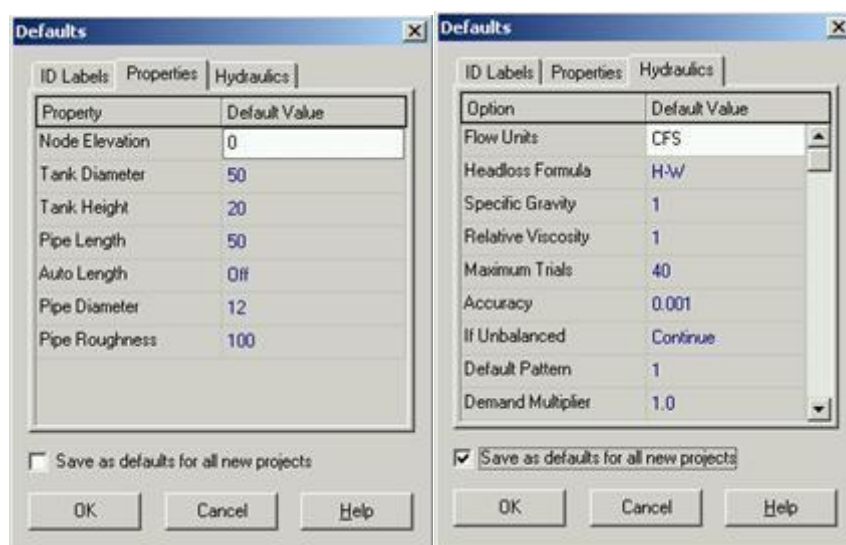 Defaults
ID Labels Properties Hydraulics
Property Default Value
Node Elevation 0
Tank Diameter 50
Tank Height 20
Pipe Length 50
Auto Length Off
Pipe Diameter 12
Pipe Roughness 100
Save as defaults for all new projects
OK Cancel Help
Defaults
ID Labels Properties Hydraulics
Option Default Value
Flow Units CFS
Headloss Formula H-W
Specific Gravity 1
Relative Viscosity 1
Maximum Trials 40
Accuracy 0.001
If Unbalanced Continue
Default Pattern 1
Demand Multiplier 1.0
Save as defaults for all new projects
OK Cancel Help